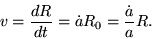 $v = \frac{dR}{dt} = \dot{a} R_0 = \frac{\dot{a}}{a} R.$